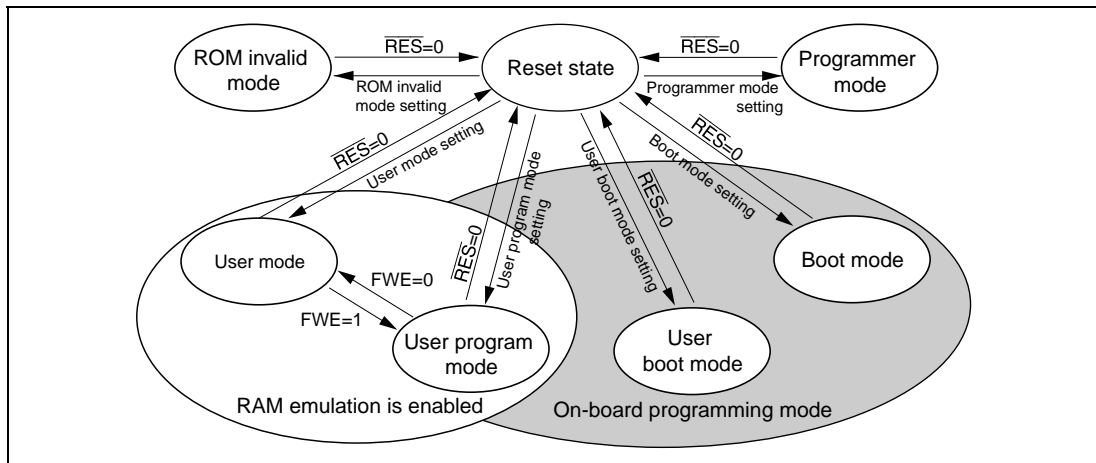 ROM invalid
mode
RES=0
ROM invalid
mode setting
Reset state
RES=0
Programmer mode
setting
Programmer
mode
RES=0
User mode setting
RES=0
User program mode
setting
User boot mode
setting
RES=0
Boot mode setting
RES=0
User mode
FWE=0
FWE=1
User program
mode
User
boot mode
Boot mode
RAM emulation is enabled
On-board programming mode